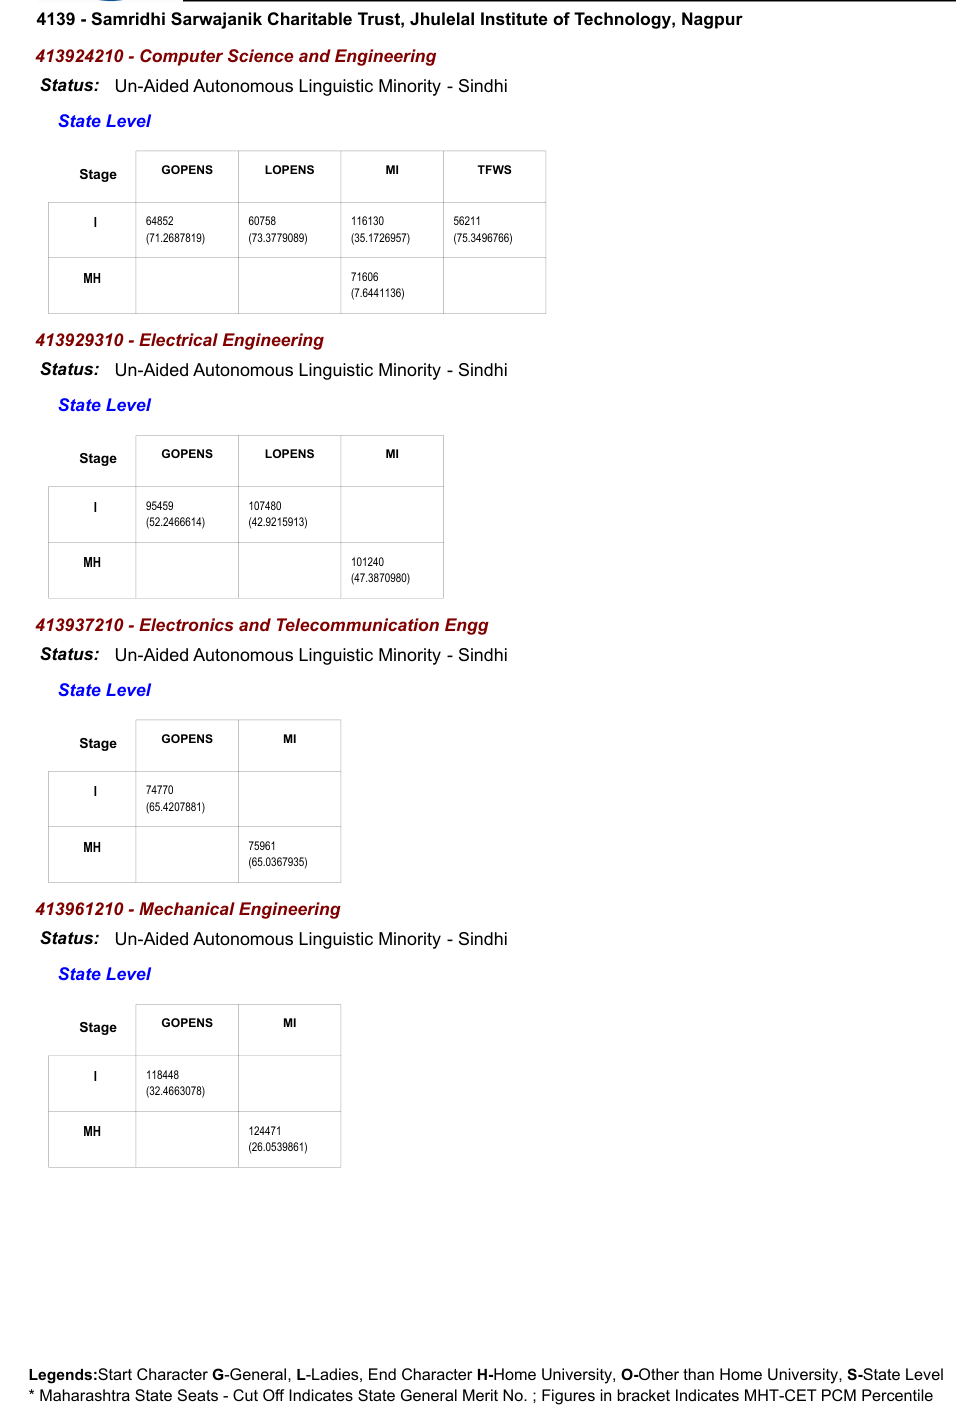 4139 - Samridhi Sarwajanik Charitable Trust, Jhulelal Institute of Technology, Nagpur
413924210 - Computer Science and Engineering
Status: Un-Aided Autonomous Linguistic Minority - Sindhi
State Level
Stage GOPENS LOPENS MI TFWS
I 64852 60758 116130 56211
(71.2687819) (73.3779089) (35.1726957) (75.3496766)
MH 71606
(7.6441136)
413929310 - Electrical Engineering
Status: Un-Aided Autonomous Linguistic Minority - Sindhi
State Level
Stage GOPENS LOPENS MI
I 95459 107480
(52.2466614) (42.9215913)
MH 101240
(47.3870980)
413937210 - Electronics and Telecommunication Engg
Status: Un-Aided Autonomous Linguistic Minority - Sindhi
State Level
Stage GOPENS MI
I 74770
(65.4207881)
MH 75961
(65.0367935)
413961210 - Mechanical Engineering
Status: Un-Aided Autonomous Linguistic Minority - Sindhi
State Level
Stage GOPENS MI
I 118448
(32.4663078)
MH 124471
(26.0539861)
Legends:Start Character G-General, L-Ladies, End Character H-Home University, O-Other than Home University, S-State Level
* Maharashtra State Seats - Cut Off Indicates State General Merit No. ; Figures in bracket Indicates MHT-CET PCM Percentile